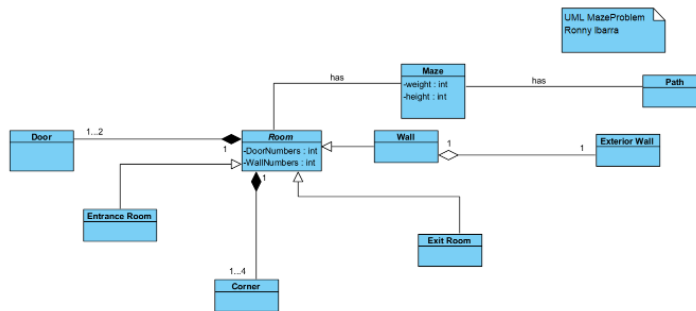 UML MazeProblem
Ronny Ibarra
has
Maze
-weight : int
-height : int
has
Path
Door
1...2
1
Room
-DoorNumbers : int
-WallNumbers : int
Wall
1
1
Exterior Wall
1
Entrance Room
Exit Room
1...4
Corner